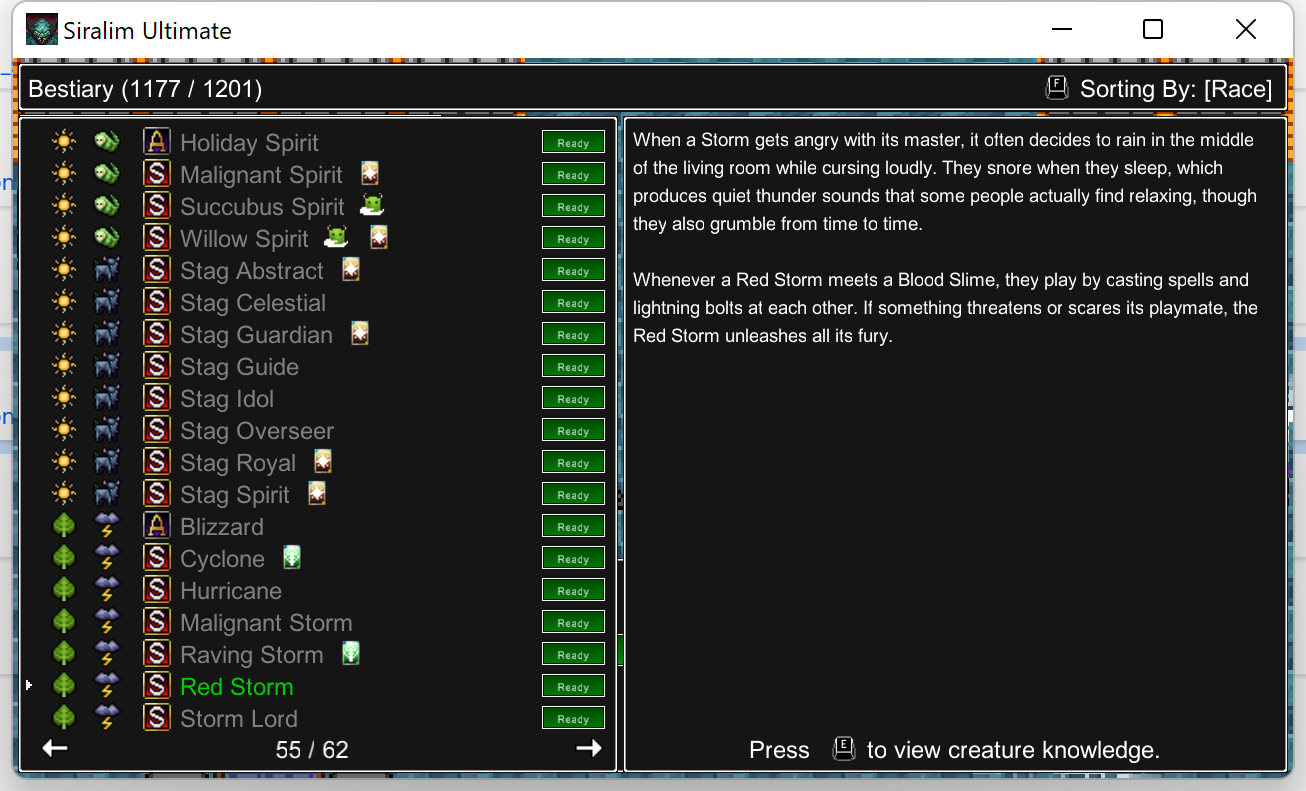 Siralim Ultimate
Bestiary (1177 / 1201)
F Sorting By: [Race]
A Holiday Spirit Ready
S Malignant Spirit Ready
S Succubus Spirit Ready
S Willow Spirit Ready
S Stag Abstract Ready
S Stag Celestial Ready
S Stag Guardian Ready
S Stag Guide Ready
S Stag Idol Ready
S Stag Overseer Ready
S Stag Royal Ready
S Stag Spirit Ready
A Blizzard Ready
S Cyclone Ready
S Hurricane Ready
S Malignant Storm Ready
S Raving Storm Ready
S Red Storm Ready
S Storm Lord Ready
55 / 62
When a Storm gets angry with its master, it often decides to rain in the middle
of the living room while cursing loudly. They snore when they sleep, which
produces quiet thunder sounds that some people actually find relaxing, though
they also grumble from time to time.
Whenever a Red Storm meets a Blood Slime, they play by casting spells and
lightning bolts at each other. If something threatens or scares its playmate, the
Red Storm unleashes all its fury.
Press E to view creature knowledge.